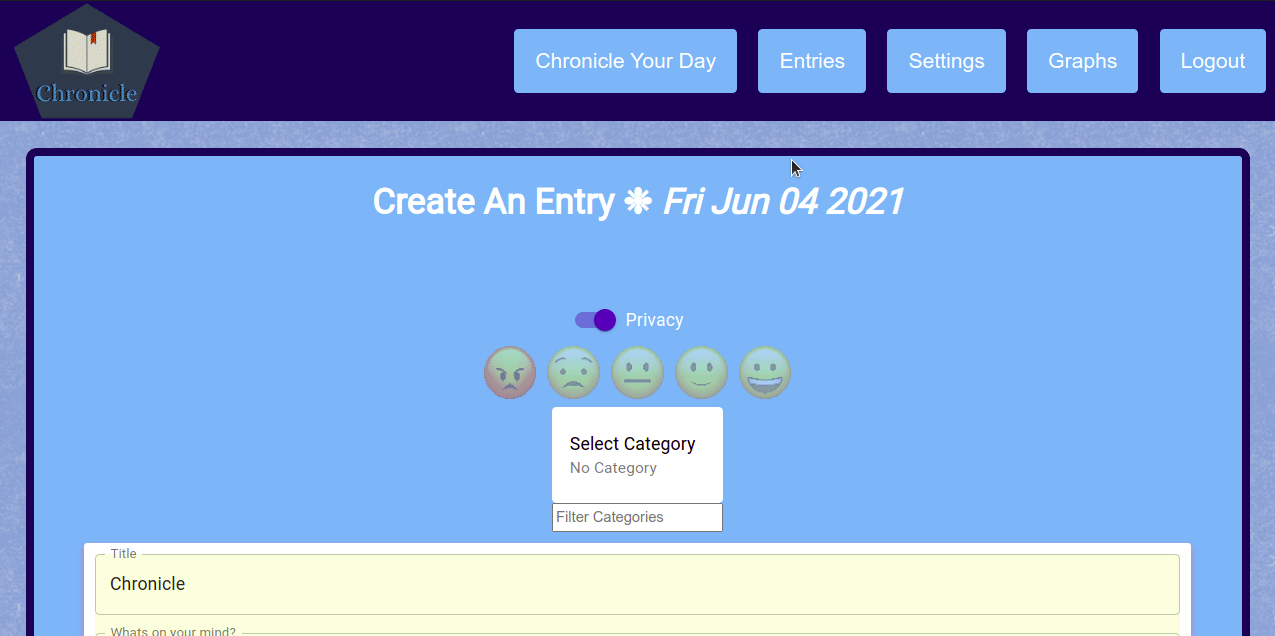 Chronicle
Chronicle Your Day
Entries
Settings
Graphs
Logout
Create An Entry ❉ Fri Jun 04 2021
Privacy
Select Category
No Category
Filter Categories
Title
Chronicle
Whats on your mind?